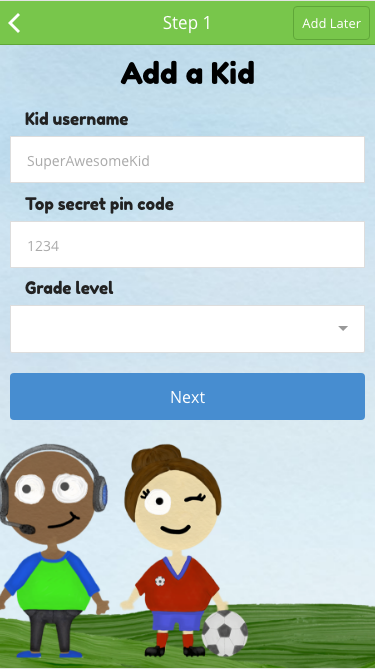 Step 1
Add Later
Add a Kid
Kid username
SuperAwesomeKid
Top secret pin code
1234
Grade level
Next